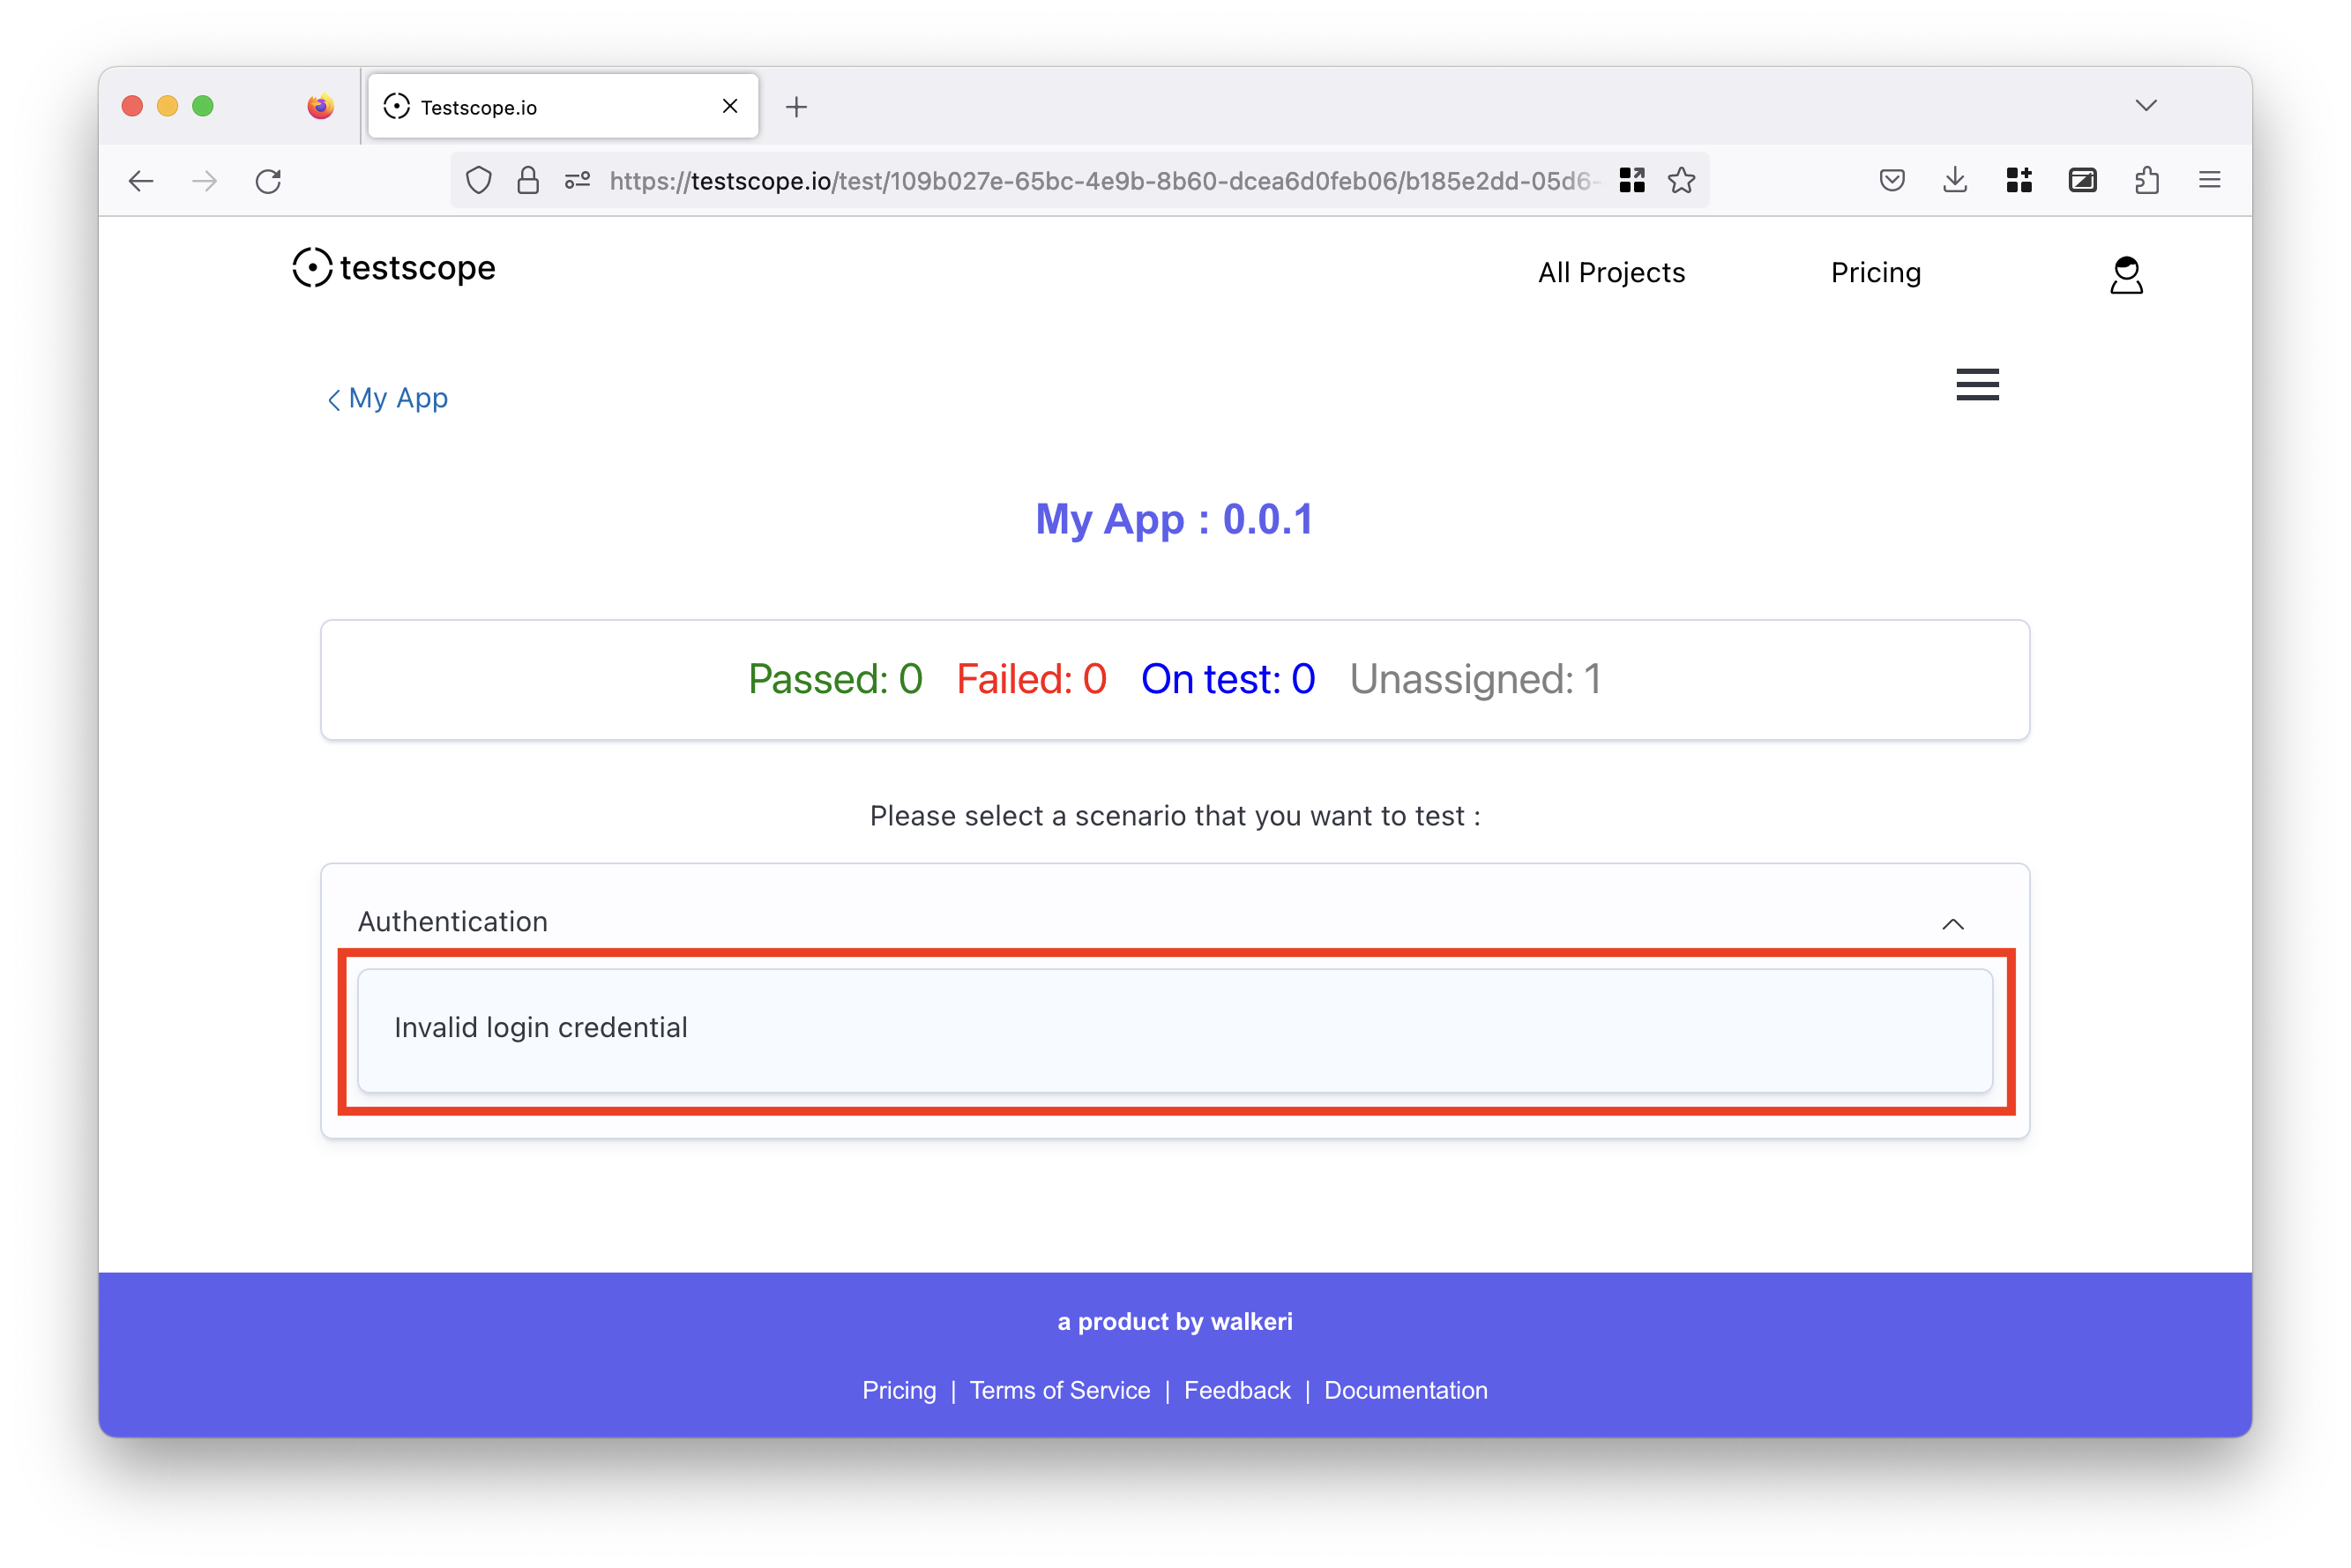 Testscope.io
https://testscope.io/test/109b027e-65bc-4e9b-8b60-dcea6d0feb06/b185e2dd-05d6-
testscope
All Projects
Pricing
My App
My App : 0.0.1
Passed: 0 Failed: 0 On test: 0 Unassigned: 1
Please select a scenario that you want to test :
Authentication
Invalid login credential
a product by walkeri
Pricing | Terms of Service | Feedback | Documentation